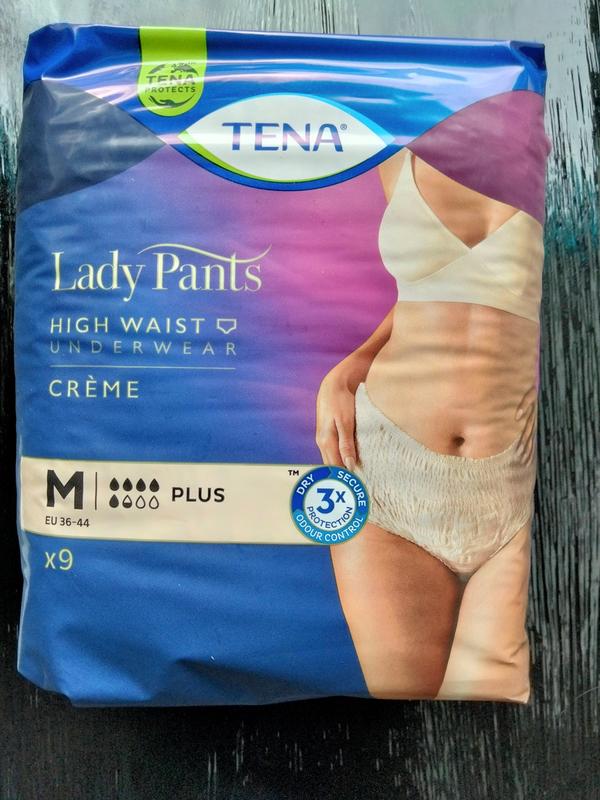 TENA
PROTECTS
TENA®
Lady Pants
HIGH WAIST
UNDERWEAR
CRÈME
M
PLUS
EU 36-44
™
DRY SECURE
3X
PROTECTION
ODOUR CONTROL
x9